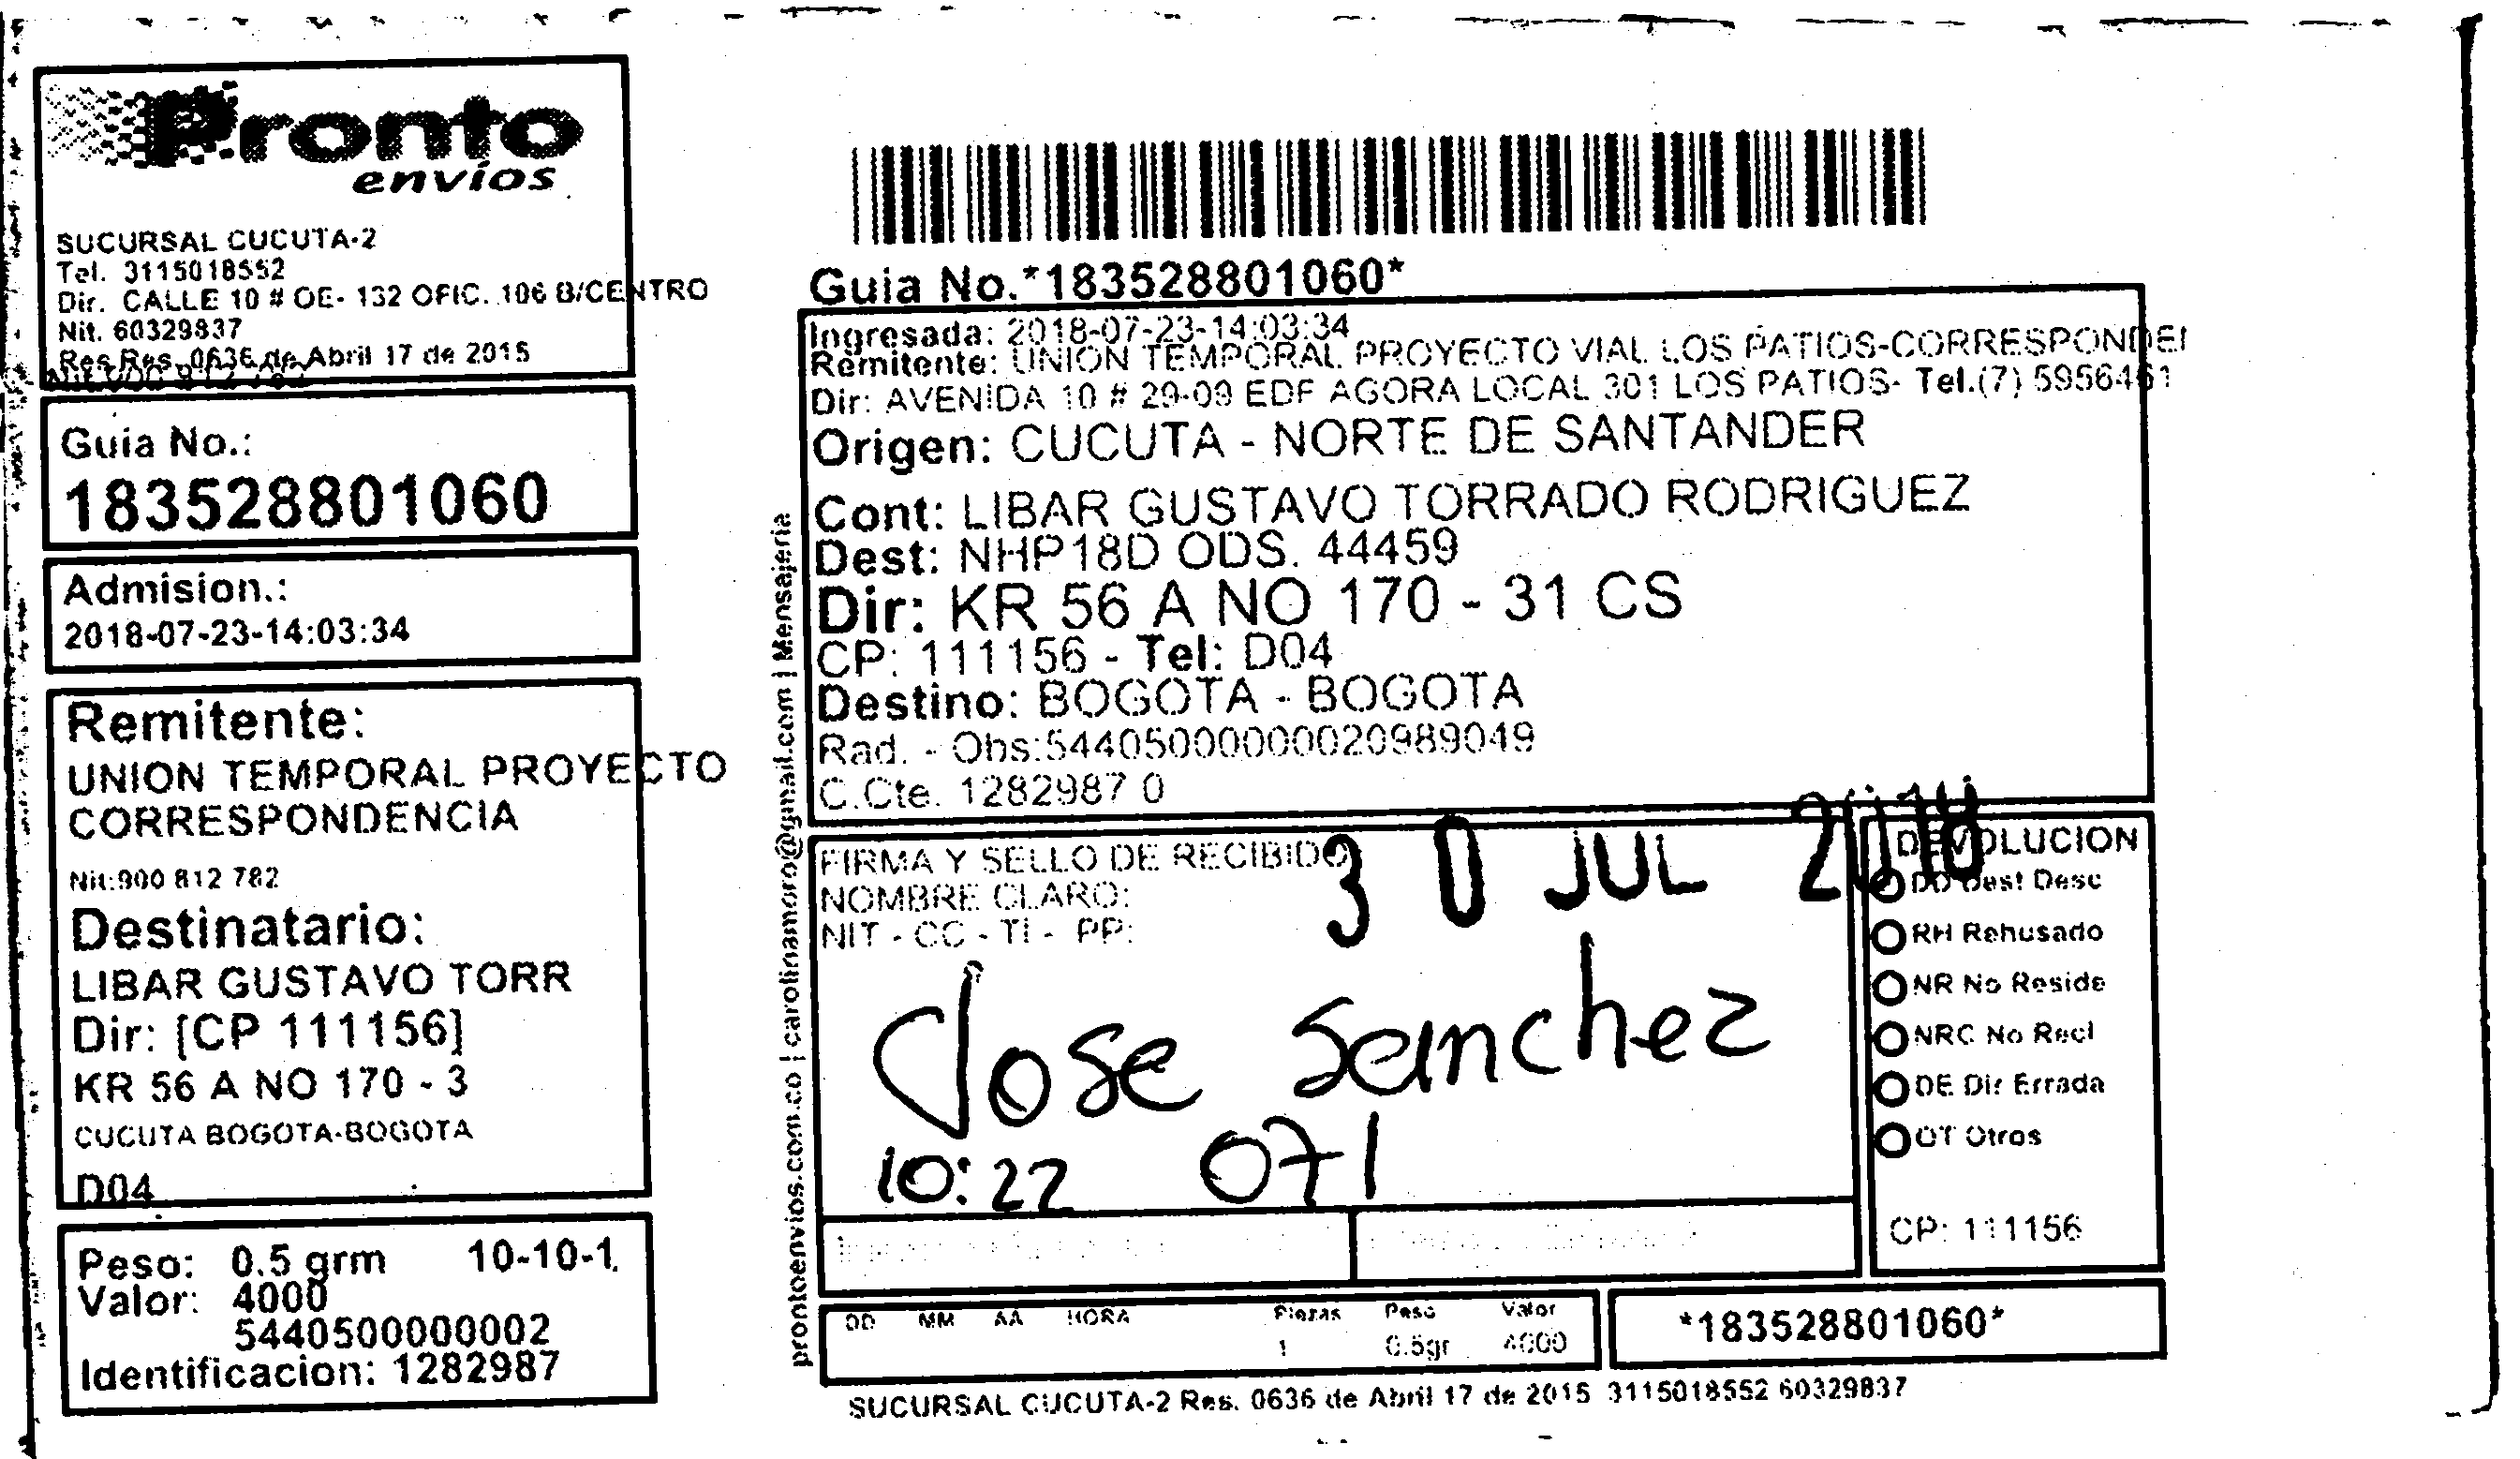 Pronto
envíos
SUCURSAL CUCUTA-2
Tel. 3115018552
Dir. CALLE 10 # OE- 132 OFIC. 106 B/CENTRO
Nit. 60329837
Res Res. 0636 de Abril 17 de 2015
Guia No.:
183528801060
Admision.:
2018-07-23-14:03:34
Remitente:
UNION TEMPORAL PROYECTO
CORRESPONDENCIA
Nit:900 812 782
Destinatario:
LIBAR GUSTAVO TORR
Dir: [CP 111156]
KR 56 A NO 170 - 3
CUCUTA BOGOTA-BOGOTA
D04
Peso: 0.5 grm 10-10-1
Valor: 4000
5440500000002
Identificacion: 1282987
prontoenvios.com.co | carolinamoro@gmail.com | Mensajeria
Guia No.*183528801060*
Ingresada: 2018-07-23-14:03:34
Remitente: UNION TEMPORAL PROYECTO VIAL LOS PATIOS-CORRESPONDEN
Dir: AVENIDA 10 # 29-09 EDF AGORA LOCAL 301 LOS PATIOS- Tel.(7) 5956461
Origen: CUCUTA - NORTE DE SANTANDER
Cont: LIBAR GUSTAVO TORRADO RODRIGUEZ
Dest: NHP18D ODS. 44459
Dir: KR 56 A NO 170 - 31 CS
CP: 111156 - Tel: D04
Destino: BOGOTA - BOGOTA
Rad. - Obs:544050000000020989049
C.Cte. 1282987 0
FIRMA Y SELLO DE RECIBIDO
NOMBRE CLARO:
NIT - CC - TI - PP:
30 JUL 2018
Jose Sanchez
10:22 071
DEVOLUCION
DD Dest Desc
RH Rehusado
NR No Reside
NRC No Recl
DE Dir Errada
OT Otros
CP: 111156
DD MM AA HORA Piezas Peso Valor
1 0.5gr 4000
*183528801060*
SUCURSAL CUCUTA-2 Res. 0636 de Abril 17 de 2015 3115018552 60329837